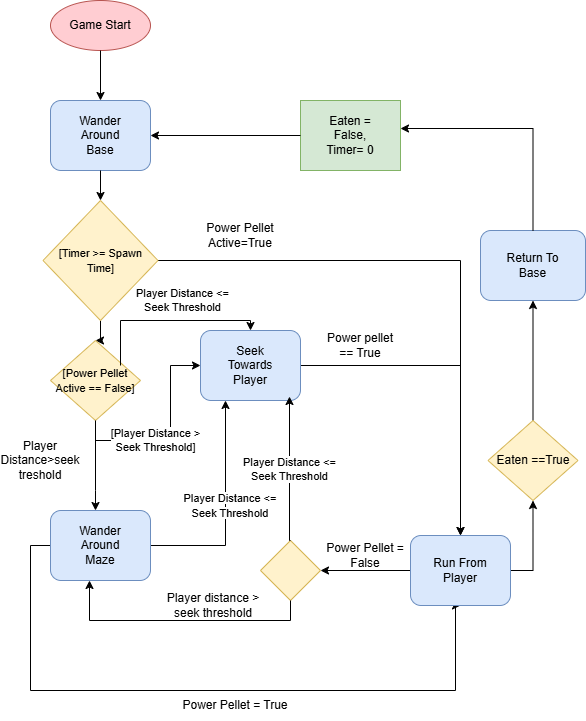 Game Start
Wander
Around
Base
Eaten =
False,
Timer= 0
[Timer >= Spawn
Time]
Power Pellet
Active=True
Return To
Base
Player Distance <=
Seek Threshold
Seek
Towards
Player
Power pellet
== True
[Power Pellet
Active == False]
[Player Distance >
Seek Threshold]
Player
Distance>seek
treshold
Player Distance <=
Seek Threshold
Eaten ==True
Player Distance <=
Seek Threshold
Wander
Around
Maze
Power Pellet =
False
Run From
Player
Player distance >
seek threshold
Power Pellet = True